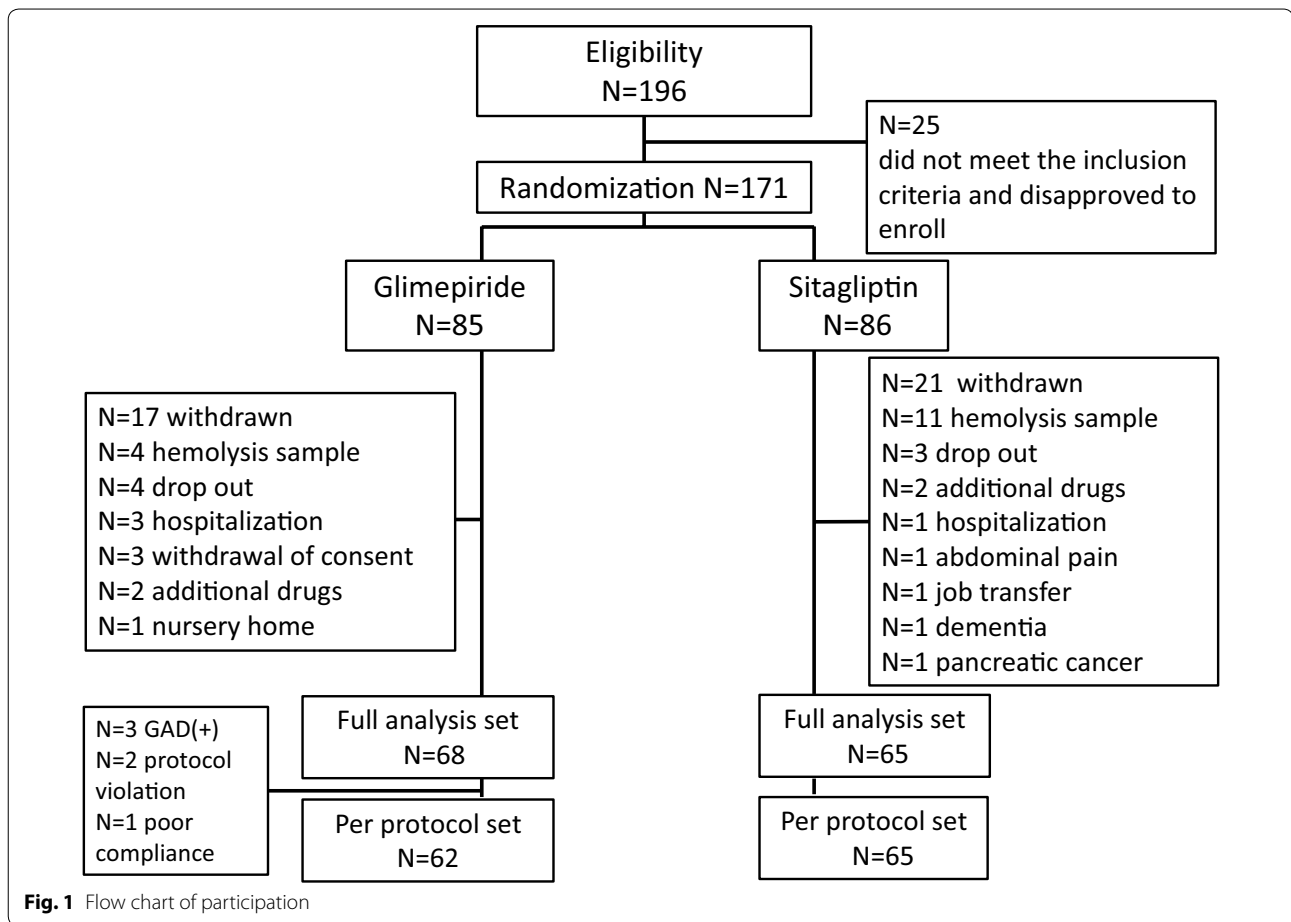 Eligibility
N=196
N=25
did not meet the inclusion
criteria and disapproved to
enroll
Randomization N=171
Glimepiride
N=85
Sitagliptin
N=86
N=17 withdrawn
N=4 hemolysis sample
N=4 drop out
N=3 hospitalization
N=3 withdrawal of consent
N=2 additional drugs
N=1 nursery home
N=21 withdrawn
N=11 hemolysis sample
N=3 drop out
N=2 additional drugs
N=1 hospitalization
N=1 abdominal pain
N=1 job transfer
N=1 dementia
N=1 pancreatic cancer
Full analysis set
N=68
Full analysis set
N=65
N=3 GAD(+)
N=2 protocol
violation
N=1 poor
compliance
Per protocol set
N=62
Per protocol set
N=65
Fig. 1 Flow chart of participation